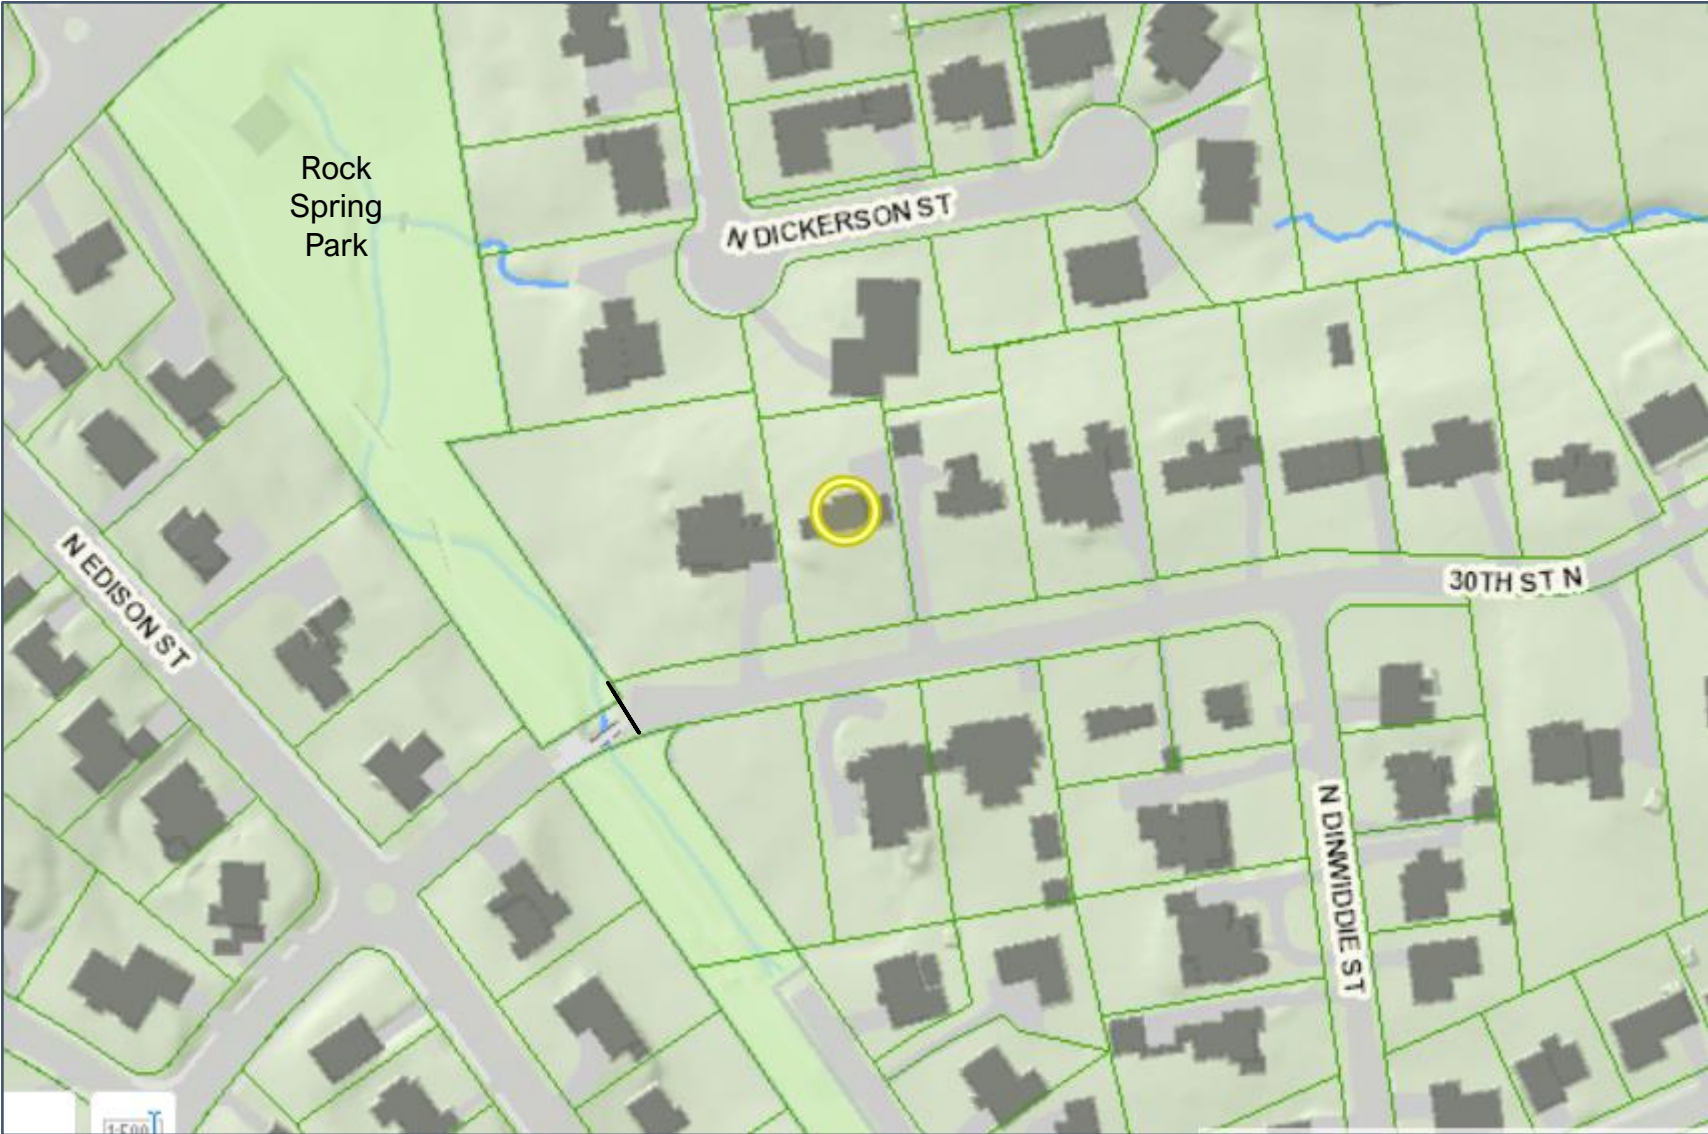 Rock
Spring
Park
N DICKERSON ST
N EDISON ST
30TH ST N
N DINWIDDIE ST